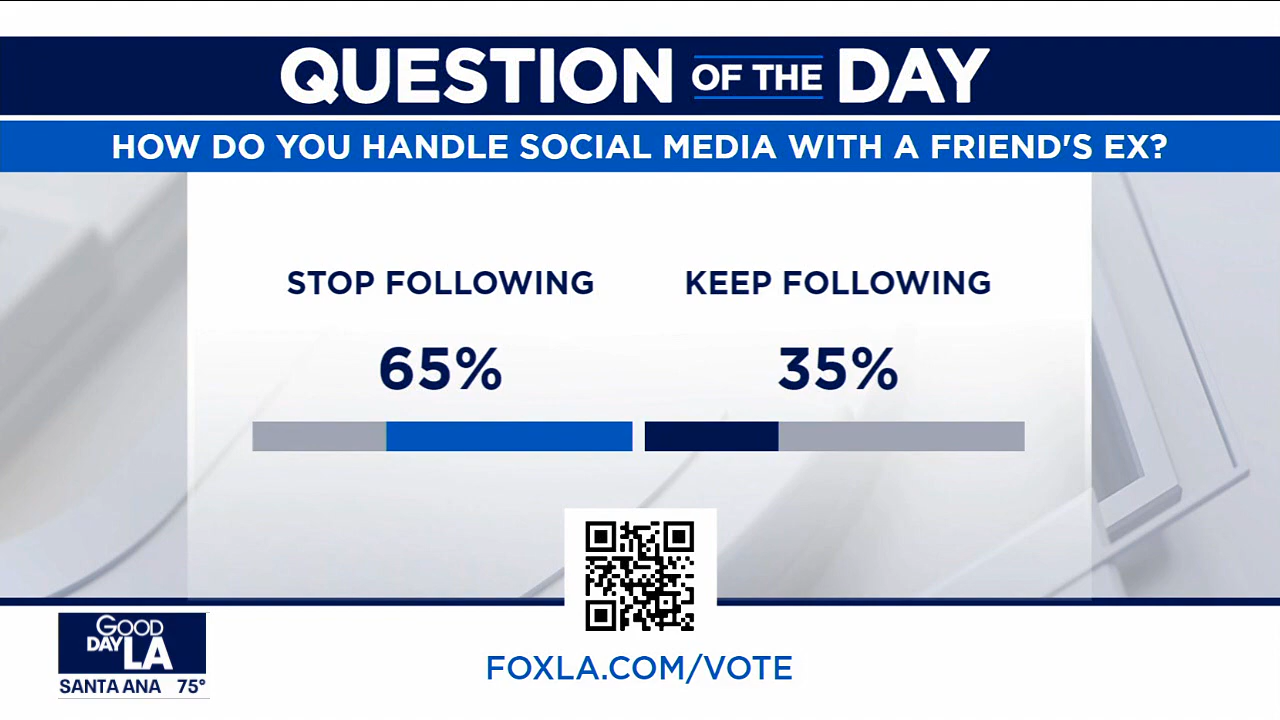 QUESTION OF THE DAY
HOW DO YOU HANDLE SOCIAL MEDIA WITH A FRIEND'S EX?
STOP FOLLOWING
KEEP FOLLOWING
65%
35%
GOOD
DAY LA
SANTA ANA 75°
FOXLA.COM/VOTE